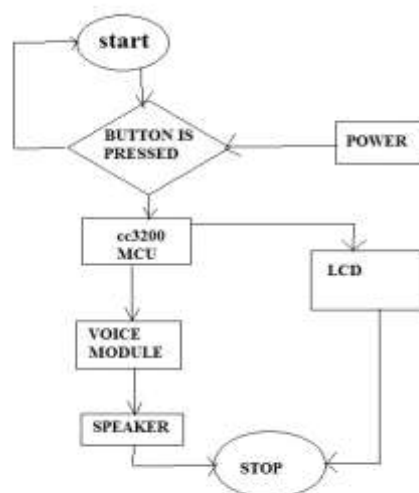 start
BUTTON IS
PRESSED
POWER
cc3200
MCU
LCD
VOICE
MODULE
SPEAKER
STOP